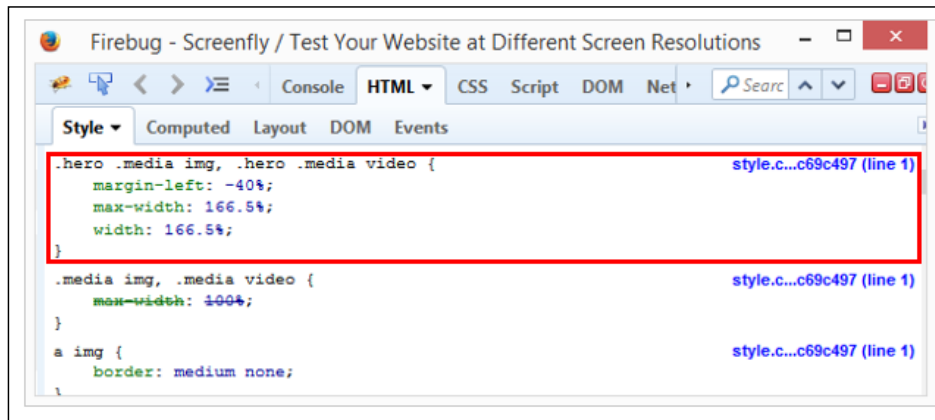 Firebug - Screenfly / Test Your Website at Different Screen Resolutions
Console HTML CSS Script DOM Net Searc
Style Computed Layout DOM Events
.hero .media img, .hero .media video { style.c...c69c497 (line 1)
margin-left: -40%;
max-width: 166.5%;
width: 166.5%;
}
.media img, .media video { style.c...c69c497 (line 1)
max-width: 100%;
}
a img { style.c...c69c497 (line 1)
border: medium none;
}